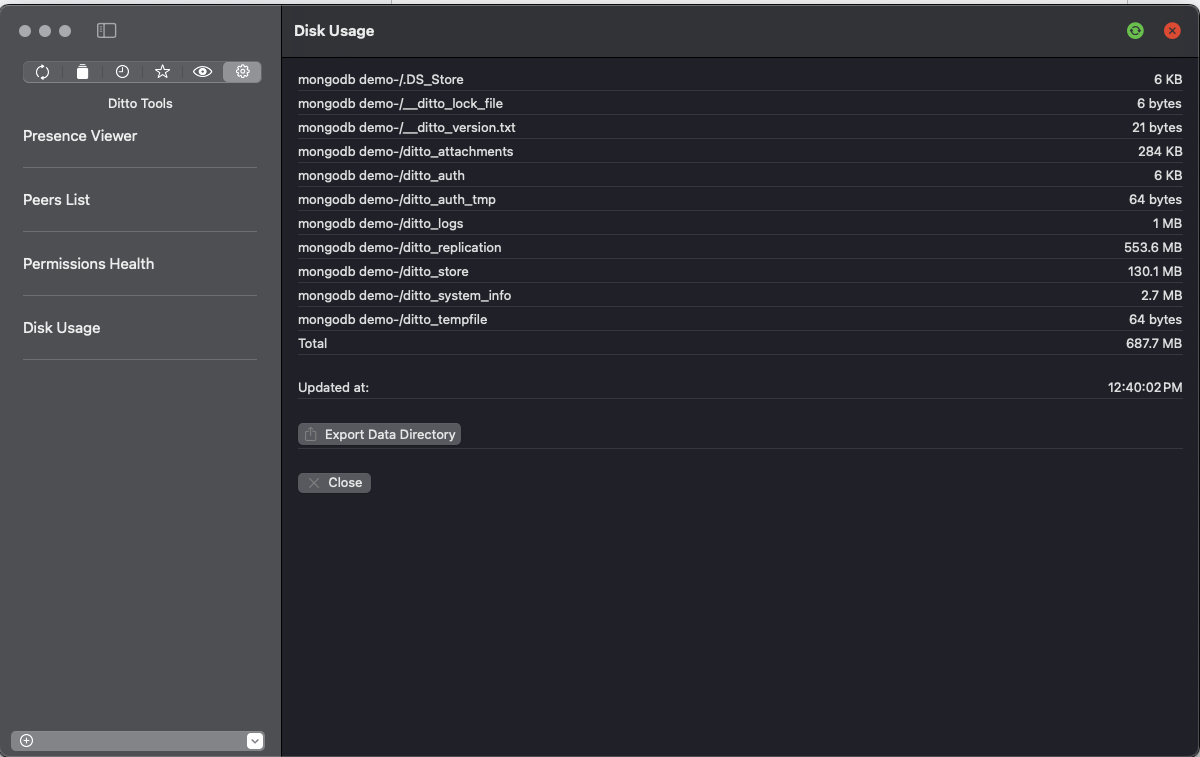 Disk Usage
Ditto Tools
Presence Viewer
Peers List
Permissions Health
Disk Usage
mongodb demo-/.DS_Store 6 KB
mongodb demo-/__ditto_lock_file 6 bytes
mongodb demo-/__ditto_version.txt 21 bytes
mongodb demo-/ditto_attachments 284 KB
mongodb demo-/ditto_auth 6 KB
mongodb demo-/ditto_auth_tmp 64 bytes
mongodb demo-/ditto_logs 1 MB
mongodb demo-/ditto_replication 553.6 MB
mongodb demo-/ditto_store 130.1 MB
mongodb demo-/ditto_system_info 2.7 MB
mongodb demo-/ditto_tempfile 64 bytes
Total 687.7 MB
Updated at: 12:40:02 PM
Export Data Directory
Close